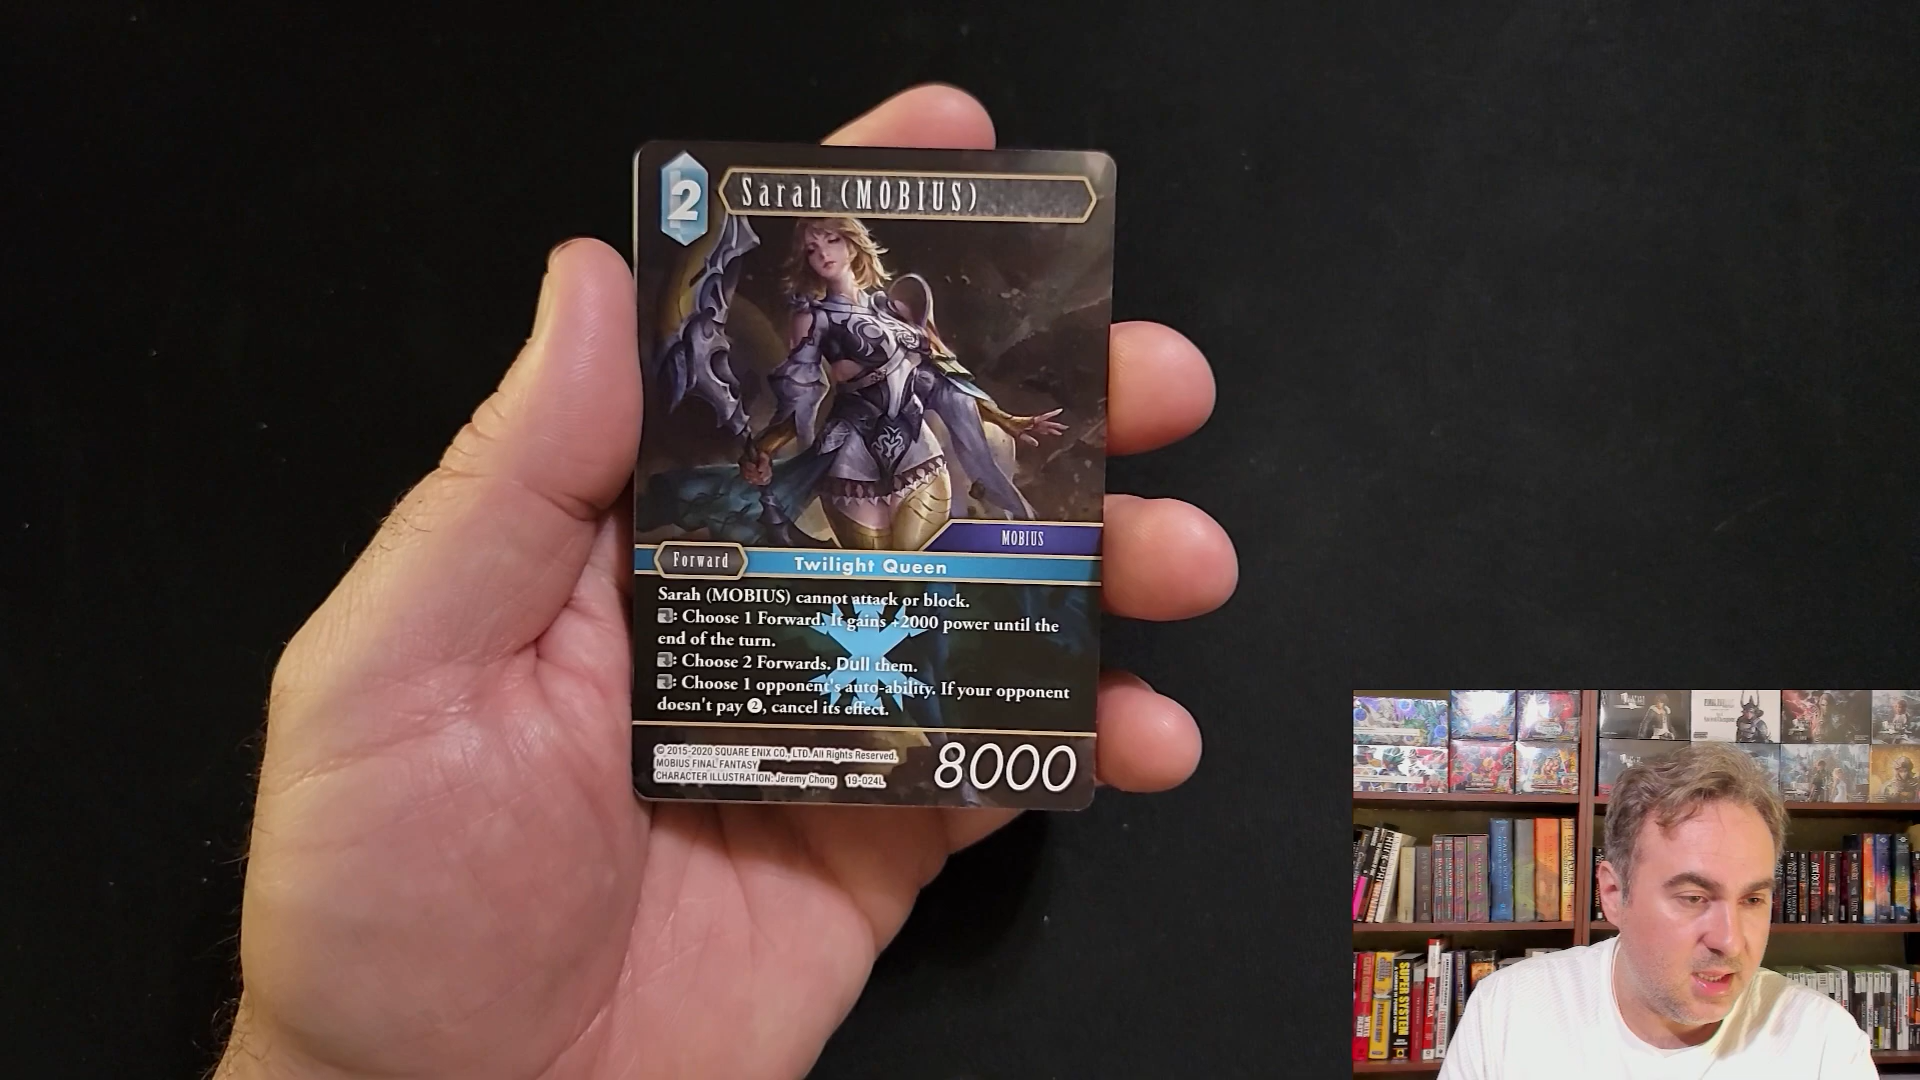 2
Sarah (MOBIUS)
MOBIUS
Forward
Twilight Queen
Sarah (MOBIUS) cannot attack or block.
: Choose 1 Forward. It gains +2000 power until the
end of the turn.
: Choose 2 Forwards. Dull them.
: Choose 1 opponent's auto-ability. If your opponent
doesn't pay 2, cancel its effect.
© 2015-2020 SQUARE ENIX CO., LTD. All Rights Reserved.
MOBIUS FINAL FANTASY
CHARACTER ILLUSTRATION: Jeremy Chong 19-024L
8000
SUPER SYSTEM